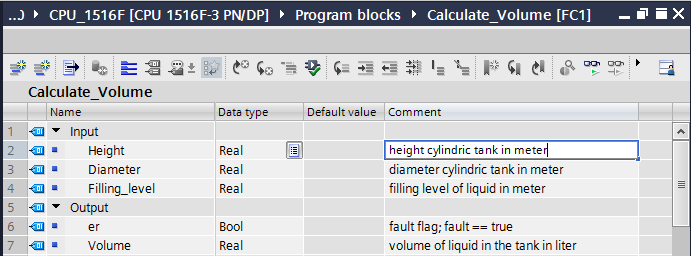 ...) ▸ CPU_1516F [CPU 1516F-3 PN/DP] ▸ Program blocks ▸ Calculate_Volume [FC1]
Calculate_Volume
Name Data type Default value Comment
1 Input
2 Height Real height cylindric tank in meter
3 Diameter Real diameter cylindric tank in meter
4 Filling_level Real filling level of liquid in meter
5 Output
6 er Bool fault flag; fault == true
7 Volume Real volume of liquid in the tank in liter